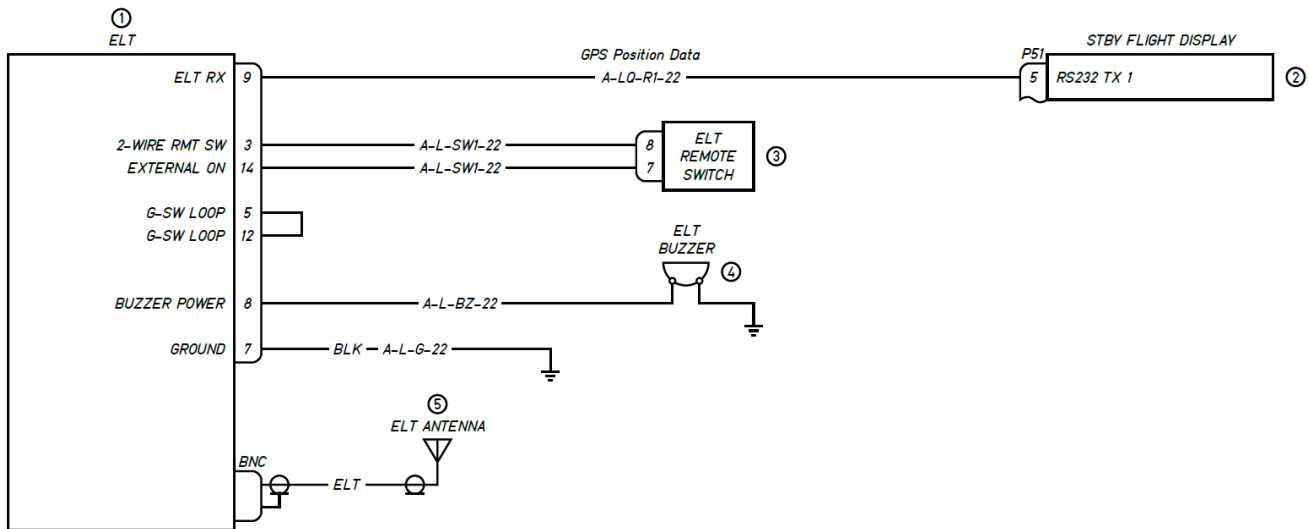 1
ELT
ELT RX 9
GPS Position Data
A-LQ-R1-22
P51
5
STBY FLIGHT DISPLAY
RS232 TX 1
2
2-WIRE RMT SW 3
A-L-SW1-22
8
EXTERNAL ON 14
A-L-SW1-22
7
ELT
REMOTE
SWITCH
3
G-SW LOOP 5
G-SW LOOP 12
ELT
BUZZER
4
BUZZER POWER 8
A-L-BZ-22
GROUND 7
BLK A-L-G-22
5
ELT ANTENNA
BNC
ELT